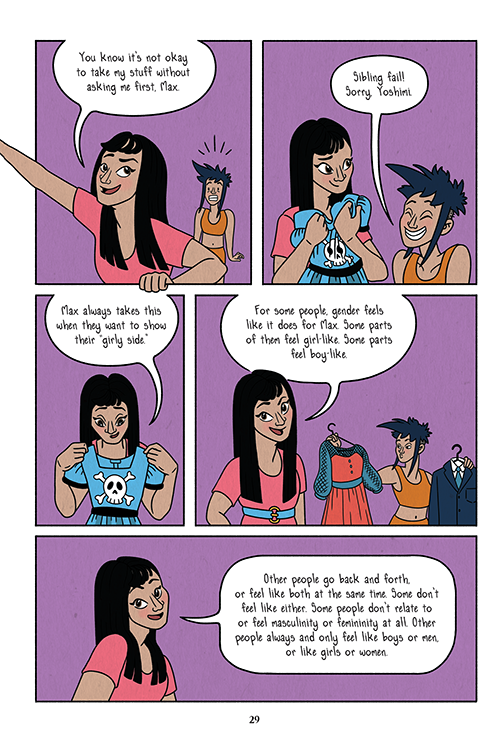 You know it's not okay
to take my stuff without
asking me first, Max.
Sibling fail!
Sorry, Yoshimi.
Max always takes this
when they want to show
their "girly side."
For some people, gender feels
like it does for Max. Some parts
of them feel girl-like. Some parts
feel boy-like.
Other people go back and forth,
or feel like both at the same time. Some don't
feel like either. Some people don't relate to
or feel masculinity or femininity at all. Other
people always and only feel like boys or men,
or like girls or women.
29